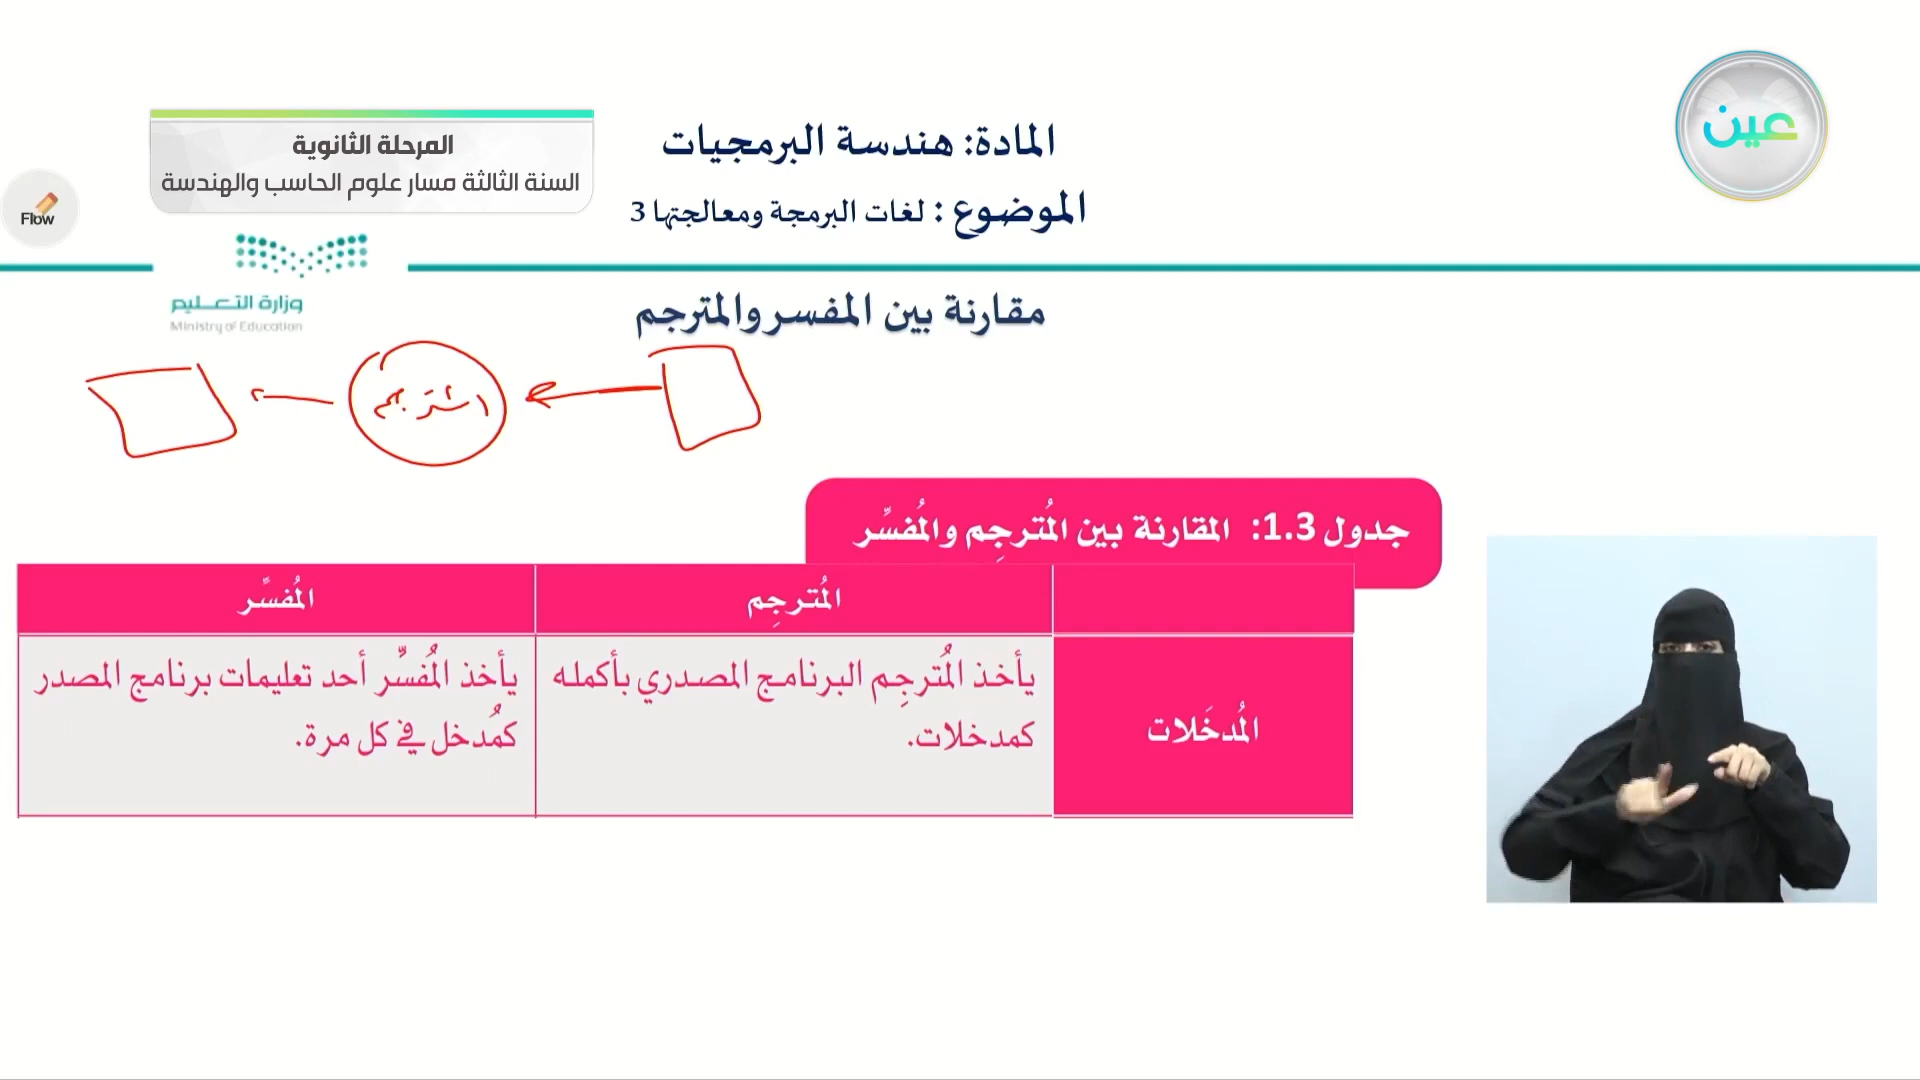 عين
المادة: هندسة البرمجيات
المرحلة الثانوية
السنة الثالثة مسار علوم الحاسب والهندسة
الموضوع : لغات البرمجة ومعالجتها 3
Flow
وزارة التعليم
Ministry of Education
مقارنة بين المفسر والمترجم
المترجم
جدول 1.3: المقارنة بين المُترجِم والمُفسِّر
المُترجِم
المُفسِّر
المُدخَلات
يأخذ المُترجِم البرنامج المصدري بأكمله
كمدخلات.
يأخذ المُفسِّر أحد تعليمات برنامج المصدر
كمُدخل في كل مرة.